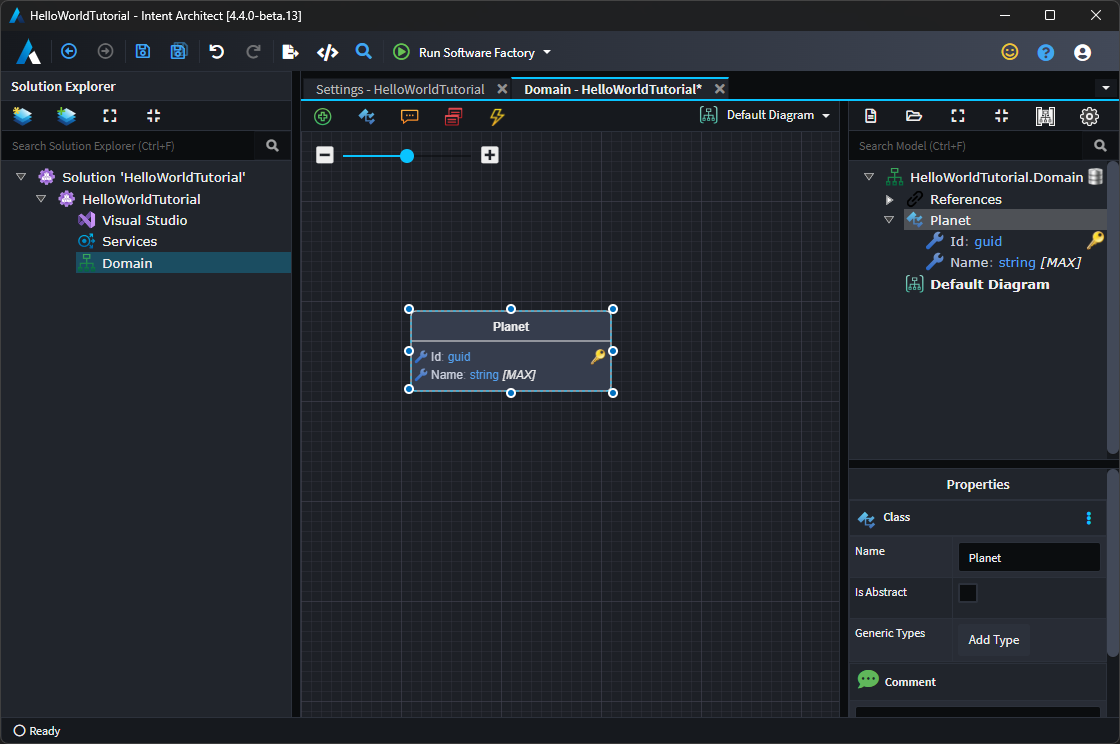 HelloWorldTutorial - Intent Architect [4.4.0-beta.13]
Run Software Factory
Solution Explorer
Search Solution Explorer (Ctrl+F)
Solution 'HelloWorldTutorial'
HelloWorldTutorial
Visual Studio
Services
Domain
Settings - HelloWorldTutorial
Domain - HelloWorldTutorial*
Default Diagram
Planet
Id: guid
Name: string [MAX]
Search Model (Ctrl+F)
HelloWorldTutorial.Domain
References
Planet
Id: guid
Name: string [MAX]
Default Diagram
Properties
Class
Name
Planet
Is Abstract
Generic Types
Add Type
Comment
Ready